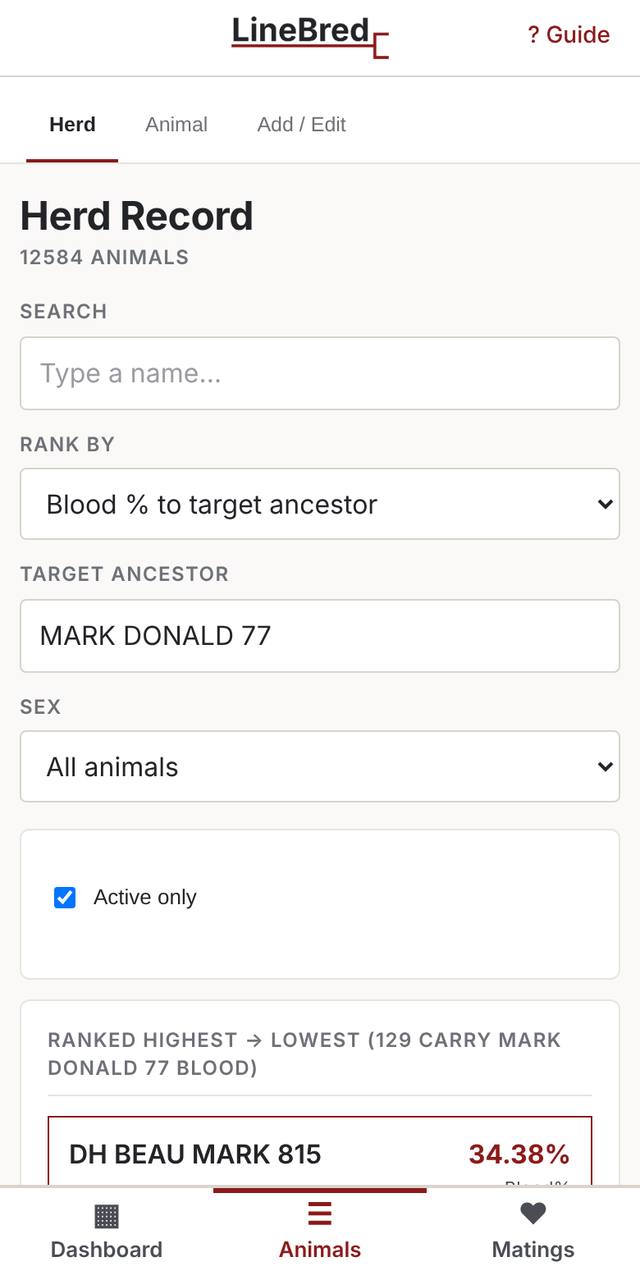 LineBred
? Guide
Herd
Animal
Add / Edit
Herd Record
12584 ANIMALS
SEARCH
Type a name...
RANK BY
Blood % to target ancestor
TARGET ANCESTOR
MARK DONALD 77
SEX
All animals
Active only
RANKED HIGHEST → LOWEST (129 CARRY MARK
DONALD 77 BLOOD)
DH BEAU MARK 815
34.38%
Blood%
Dashboard
Animals
Matings